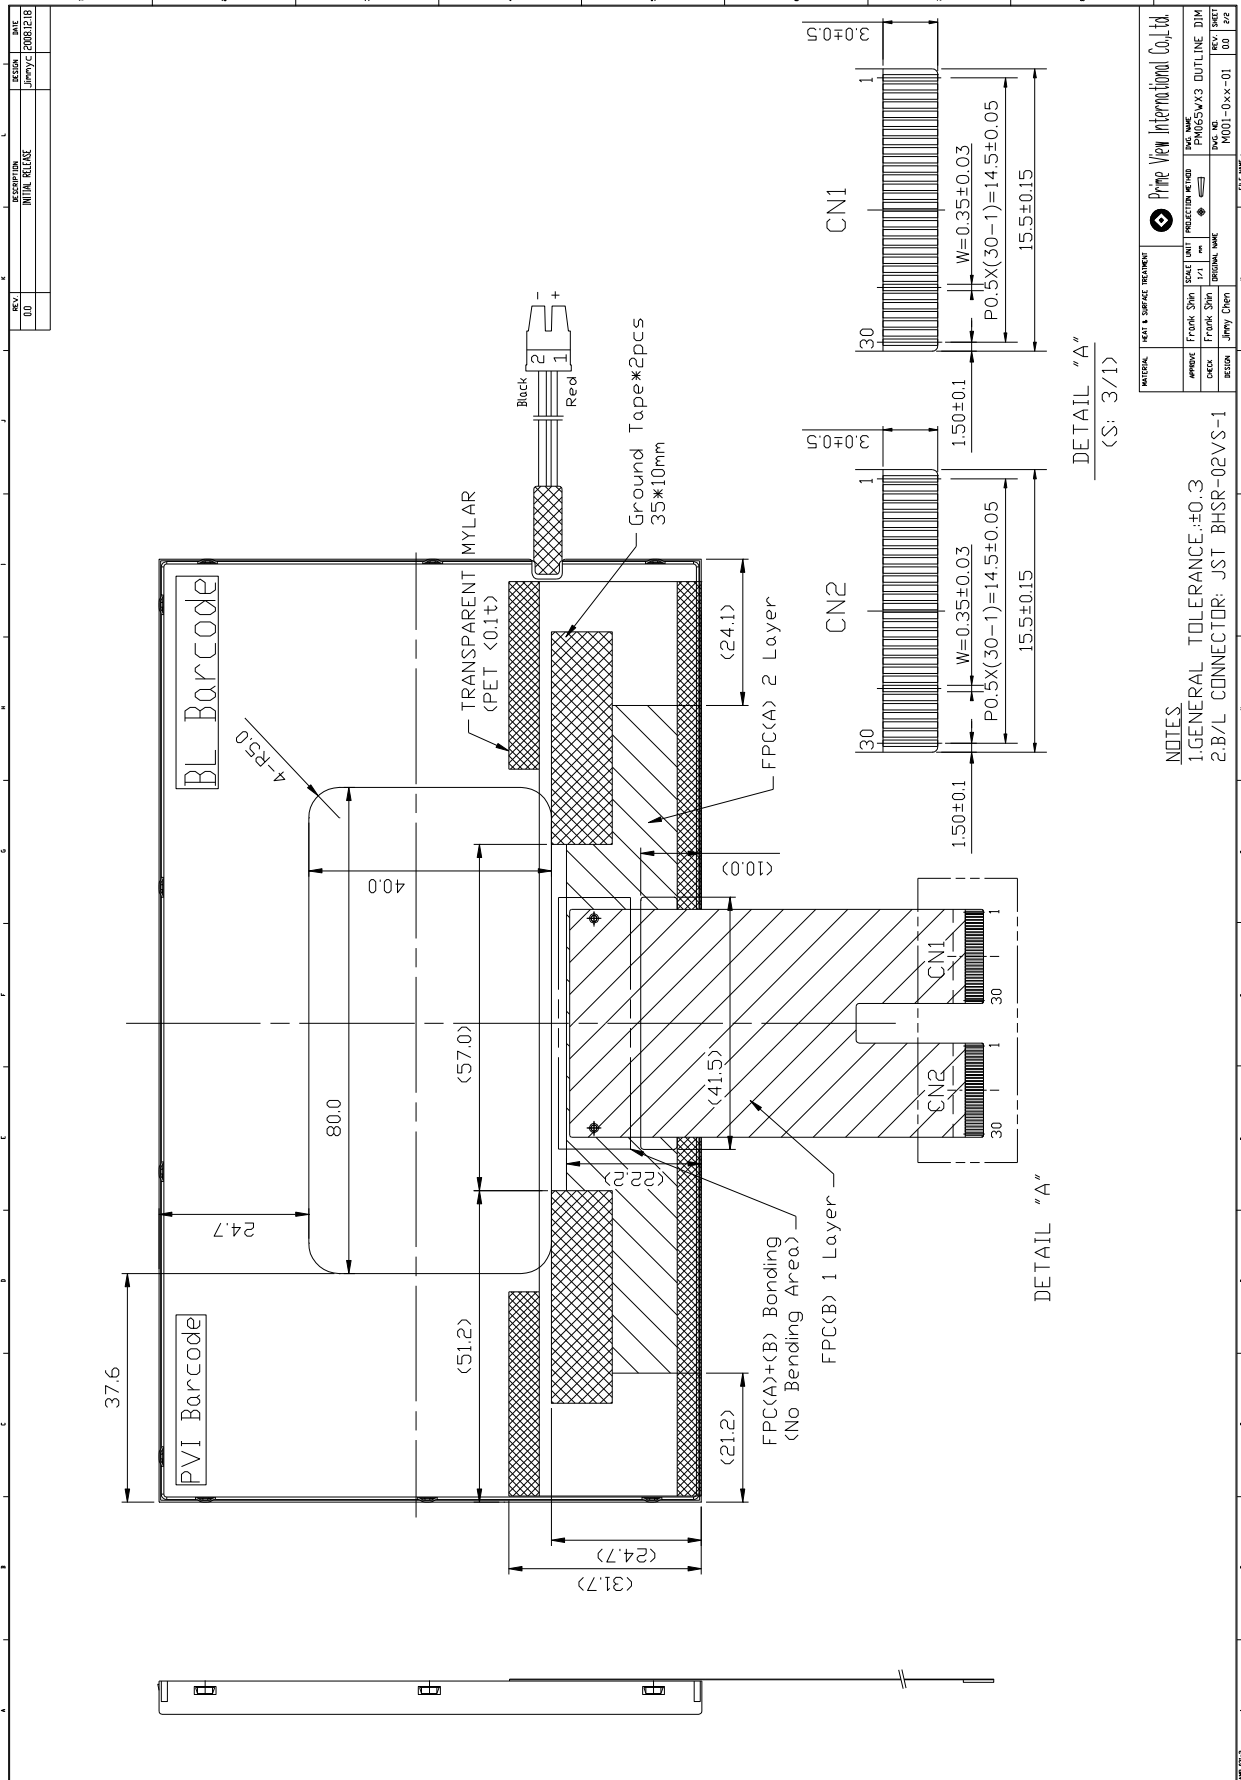 REV.
DESCRIPTION
DESIGN
DATE
0.0
INITIAL RELEASE
JimmyC
2008.12.18
PVI Barcode
BL Barcode
37.6
24.7
80.0
40.0
4-R5.0
(51.2)
(57.0)
(31.7)
(24.7)
(21.2)
(22.2)
(41.5)
(10.0)
(24.1)
TRANSPARENT MYLAR
(PET <0.1t)
Black
Red
2
1
-
+
Ground Tape*2pcs
35*10mm
FPC(A) 2 Layer
FPC(A)+(B) Bonding
(No Bending Area)
FPC(B) 1 Layer
CN2
CN1
30
1
30
1
DETAIL "A"
CN2
30
1
3.0±0.5
W=0.35±0.03
P0.5X(30-1)=14.5±0.05
1.50±0.1
15.5±0.15
CN1
30
1
3.0±0.5
W=0.35±0.03
P0.5X(30-1)=14.5±0.05
1.50±0.1
15.5±0.15
DETAIL "A"
(S: 3/1)
NOTES
1.GENERAL TOLERANCE.:±0.3
2.B/L CONNECTOR: JST BHSR-02VS-1
MATERIAL
HEAT & SURFACE TREATMENT
Prime View International Co.,Ltd.
APPROVE
Frank Shin
SCALE
1/1
UNIT
mm
PROJECTION METHOD
DWG. NAME
PM065WX3 OUTLINE DIM
CHECK
Frank Shin
ORIGINAL NAME
DWG. NO.
M001-0xx-01
REV.
0.0
SHEET
2/2
DESIGN
Jimmy Chen